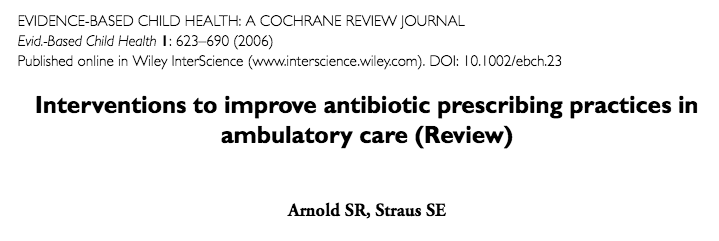 EVIDENCE-BASED CHILD HEALTH: A COCHRANE REVIEW JOURNAL
Evid.-Based Child Health 1: 623–690 (2006)
Published online in Wiley InterScience (www.interscience.wiley.com). DOI: 10.1002/ebch.23
Interventions to improve antibiotic prescribing practices in
ambulatory care (Review)
Arnold SR, Straus SE